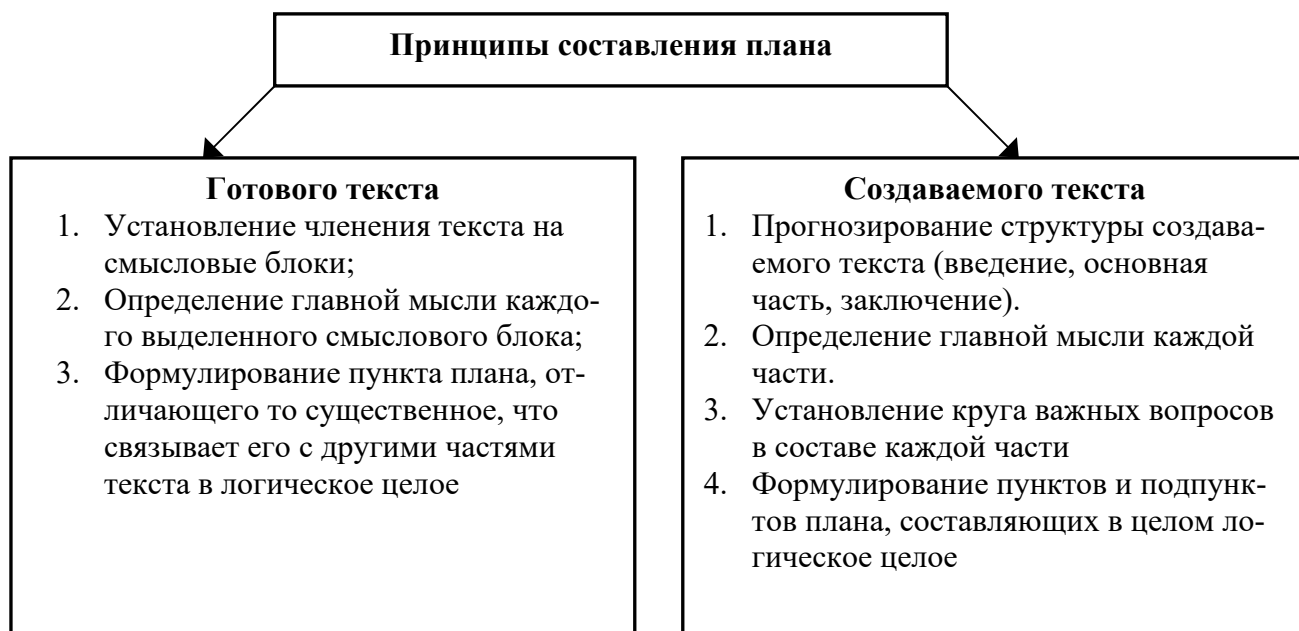 Принципы составления плана
Готового текста
1. Установление членения текста на
смысловые блоки;
2. Определение главной мысли каждо-
го выделенного смыслового блока;
3. Формулирование пункта плана, от-
личающего то существенное, что
связывает его с другими частями
текста в логическое целое
Создаваемого текста
1. Прогнозирование структуры создава-
емого текста (введение, основная
часть, заключение).
2. Определение главной мысли каждой
части.
3. Установление круга важных вопросов
в составе каждой части
4. Формулирование пунктов и подпунк-
тов плана, составляющих в целом ло-
гическое целое